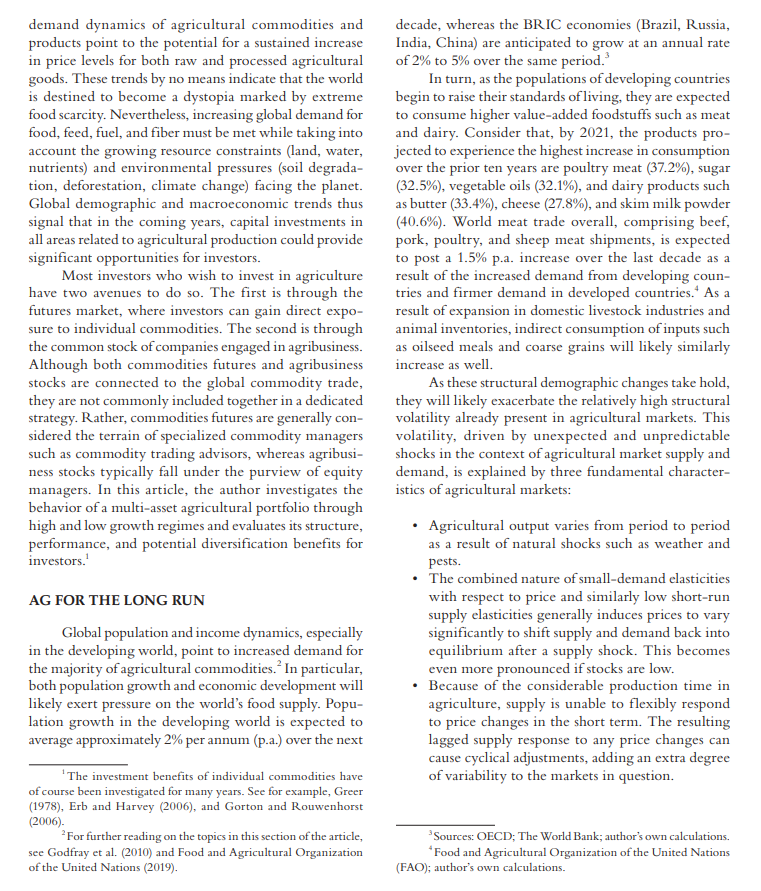 demand dynamics of agricultural commodities and
products point to the potential for a sustained increase
in price levels for both raw and processed agricultural
goods. These trends by no means indicate that the world
is destined to become a dystopia marked by extreme
food scarcity. Nevertheless, increasing global demand for
food, feed, fuel, and fiber must be met while taking into
account the growing resource constraints (land, water,
nutrients) and environmental pressures (soil degrada-
tion, deforestation, climate change) facing the planet.
Global demographic and macroeconomic trends thus
signal that in the coming years, capital investments in
all areas related to agricultural production could provide
significant opportunities for investors.
Most investors who wish to invest in agriculture
have two avenues to do so. The first is through the
futures market, where investors can gain direct expo-
sure to individual commodities. The second is through
the common stock of companies engaged in agribusiness.
Although both commodities futures and agribusiness
stocks are connected to the global commodity trade,
they are not commonly included together in a dedicated
strategy. Rather, commodities futures are generally con-
sidered the terrain of specialized commodity managers
such as commodity trading advisors, whereas agribusi-
ness stocks typically fall under the purview of equity
managers. In this article, the author investigates the
behavior of a multi-asset agricultural portfolio through
high and low growth regimes and evaluates its structure,
performance, and potential diversification benefits for
investors.¹
AG FOR THE LONG RUN
Global population and income dynamics, especially
in the developing world, point to increased demand for
the majority of agricultural commodities.² In particular,
both population growth and economic development will
likely exert pressure on the world's food supply. Popu-
lation growth in the developing world is expected to
average approximately 2% per annum (p.a.) over the next
¹The investment benefits of individual commodities have
of course been investigated for many years. See for example, Greer
(1978), Erb and Harvey (2006), and Gorton and Rouwenhorst
(2006).
²For further reading on the topics in this section of the article,
see Godfray et al. (2010) and Food and Agricultural Organization
of the United Nations (2019).
decade, whereas the BRIC economies (Brazil, Russia,
India, China) are anticipated to grow at an annual rate
of 2% to 5% over the same period.³
In turn, as the populations of developing countries
begin to raise their standards of living, they are expected
to consume higher value-added foodstuffs such as meat
and dairy. Consider that, by 2021, the products pro-
jected to experience the highest increase in consumption
over the prior ten years are poultry meat (37.2%), sugar
(32.5%), vegetable oils (32.1%), and dairy products such
as butter (33.4%), cheese (27.8%), and skim milk powder
(40.6%). World meat trade overall, comprising beef,
pork, poultry, and sheep meat shipments, is expected
to post a 1.5% p.a. increase over the last decade as a
result of the increased demand from developing coun-
tries and firmer demand in developed countries.⁴ As a
result of expansion in domestic livestock industries and
animal inventories, indirect consumption of inputs such
as oilseed meals and coarse grains will likely similarly
increase as well.
As these structural demographic changes take hold,
they will likely exacerbate the relatively high structural
volatility already present in agricultural markets. This
volatility, driven by unexpected and unpredictable
shocks in the context of agricultural market supply and
demand, is explained by three fundamental character-
istics of agricultural markets:
• Agricultural output varies from period to period
as a result of natural shocks such as weather and
pests.
• The combined nature of small-demand elasticities
with respect to price and similarly low short-run
supply elasticities generally induces prices to vary
significantly to shift supply and demand back into
equilibrium after a supply shock. This becomes
even more pronounced if stocks are low.
• Because of the considerable production time in
agriculture, supply is unable to flexibly respond
to price changes in the short term. The resulting
lagged supply response to any price changes can
cause cyclical adjustments, adding an extra degree
of variability to the markets in question.
³Sources: OECD; The World Bank; author's own calculations.
⁴Food and Agricultural Organization of the United Nations
(FAO); author's own calculations.